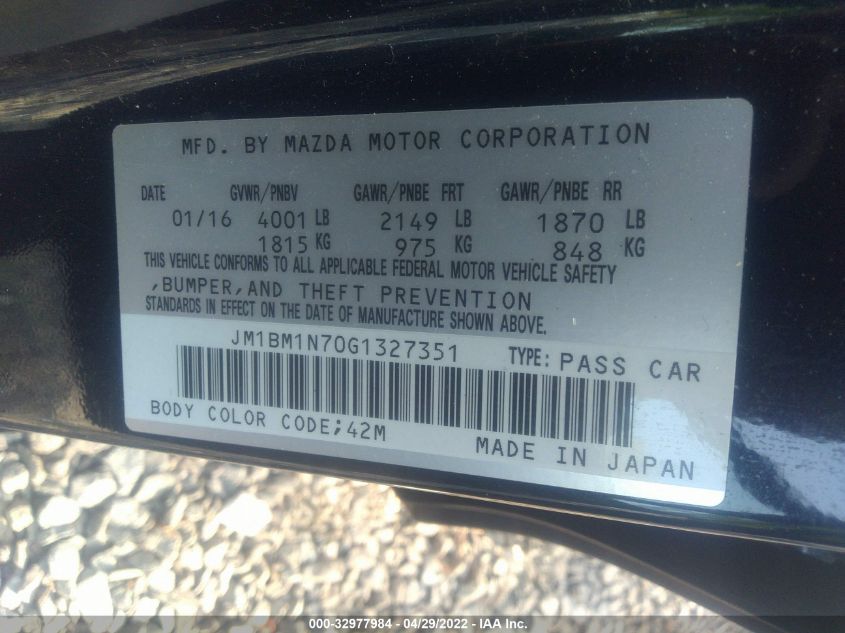 MFD. BY MAZDA MOTOR CORPORATION
DATE GVWR/PNBV GAWR/PNBE FRT GAWR/PNBE RR
01/16 4001 LB 2149 LB 1870 LB
1815 KG 975 KG 848 KG
THIS VEHICLE CONFORMS TO ALL APPLICABLE FEDERAL MOTOR VEHICLE SAFETY
,BUMPER,AND THEFT PREVENTION
STANDARDS IN EFFECT ON THE DATE OF MANUFACTURE SHOWN ABOVE.
JM1BM1N70G1327351 TYPE: PASS CAR
BODY COLOR CODE;42M MADE IN JAPAN
000-32977984 - 04/29/2022 - IAA Inc.